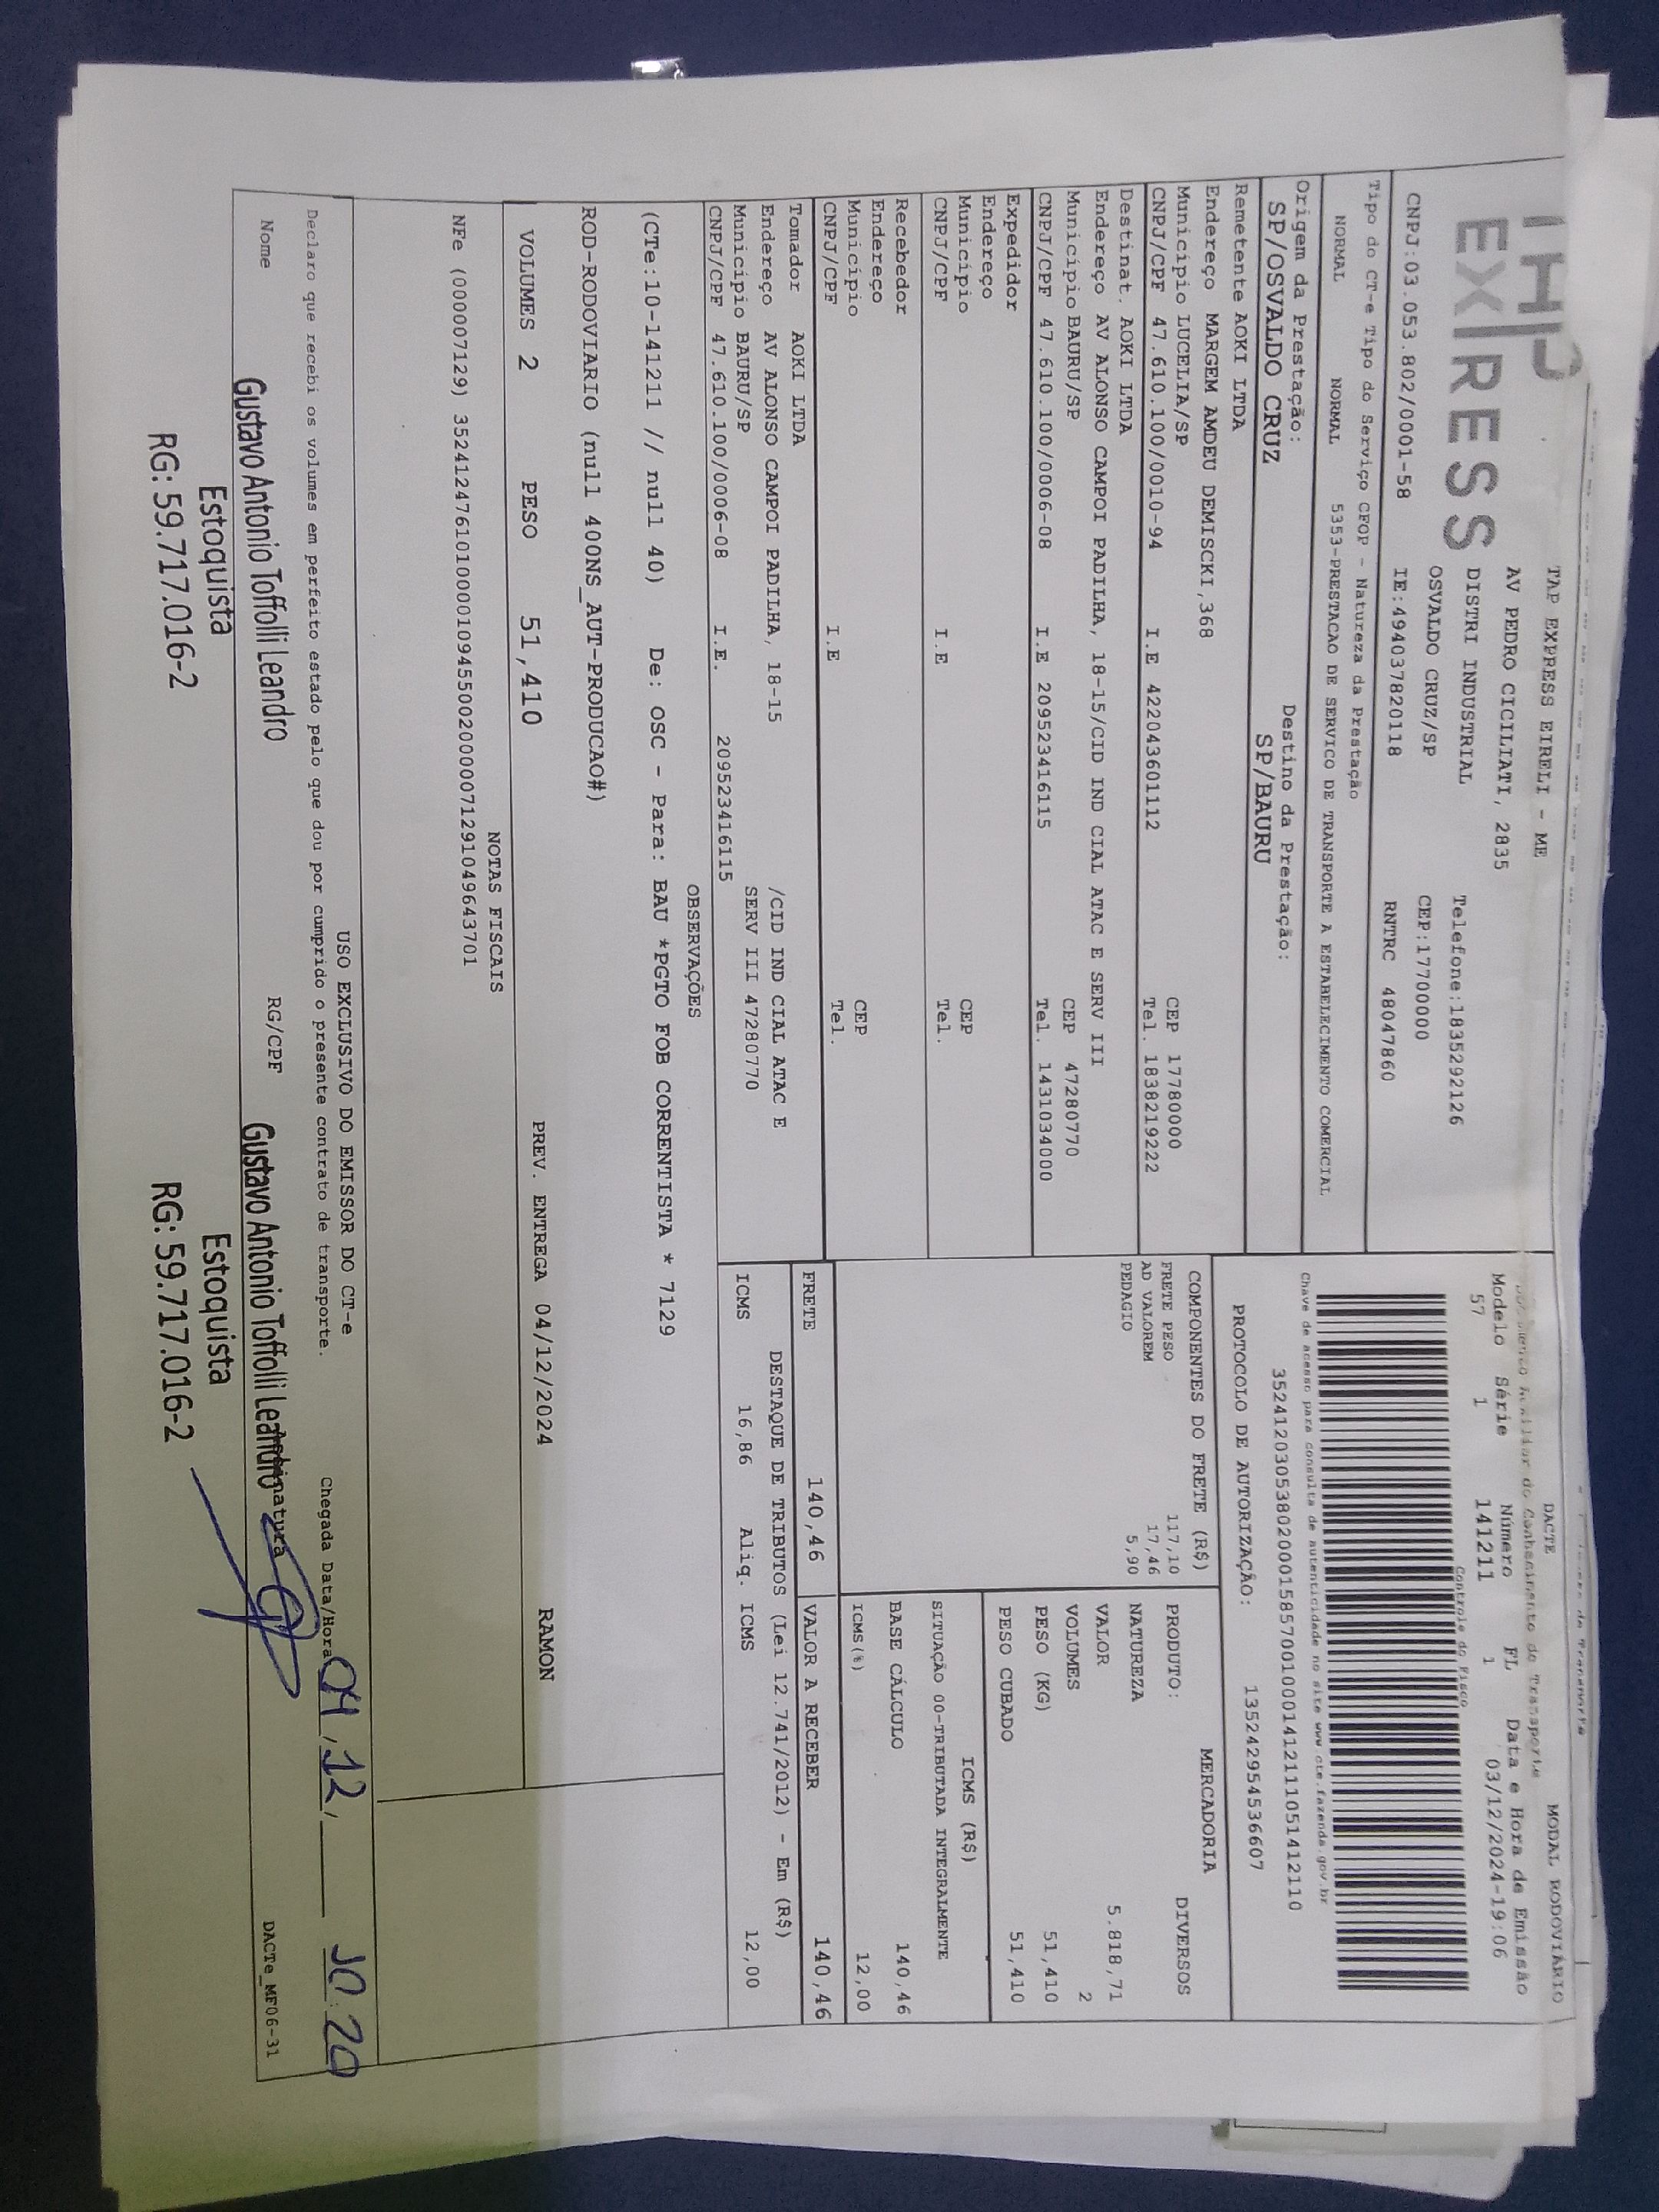 EXPRESS
TAP EXPRESS EIRELI - ME
AV PEDRO CICILIATI, 2835
DISTRI INDUSTRIAL
Telefone:1835292126
OSVALDO CRUZ/SP
CEP:17700000
CNPJ:03.053.802/0001-58
IE:494037820118
RNTRC 48047860
DACTE
MODAL RODOVIÁRIO
Documento Auxiliar do Conhecimento de Transporte
Modelo Série Número FL Data e Hora de Emissão
57 1 141211 1 03/12/2024-19:06
Controle do Fisco
Chave de acesso para consulta de autenticidade no site www.cte.fazenda.gov.br
35241203053802000158570010001412111051412110
PROTOCOLO DE AUTORIZAÇÃO: 135242954536607
Tipo do CT-e Tipo do Serviço CFOP - Natureza da Prestação
NORMAL NORMAL 5353-PRESTACAO DE SERVICO DE TRANSPORTE A ESTABELECIMENTO COMERCIAL
Origem da Prestação: Destino da Prestação:
SP/OSVALDO CRUZ SP/BAURU
Remetente AOKI LTDA
Endereço MARGEM AMDEU DEMISCKI,368
Município LUCELIA/SP CEP 17780000
CNPJ/CPF 47.610.100/0010-94 I.E 422043601112 Tel. 1838219222
Destinat. AOKI LTDA
Endereço AV ALONSO CAMPOI PADILHA, 18-15/CID IND CIAL ATAC E SERV III
Município BAURU/SP CEP 47280770
CNPJ/CPF 47.610.100/0006-08 I.E 209523416115 Tel. 1431034000
Expedidor
Endereço
Município CEP
CNPJ/CPF I.E Tel.
Recebedor
Endereço
Município CEP
CNPJ/CPF I.E Tel.
Tomador AOKI LTDA
Endereço AV ALONSO CAMPOI PADILHA, 18-15 /CID IND CIAL ATAC E
Município BAURU/SP SERV III 47280770
CNPJ/CPF 47.610.100/0006-08 I.E. 209523416115
COMPONENTES DO FRETE (R$)
FRETE PESO 117,10
AD VALOREM 17,46
PEDAGIO 5,90
MERCADORIA
PRODUTO: DIVERSOS
NATUREZA
VALOR 5.818,71
VOLUMES 2
PESO (KG) 51,410
PESO CUBADO 51,410
ICMS (R$)
SITUAÇÃO 00-TRIBUTADA INTEGRALMENTE
BASE CÁLCULO 140,46
ICMS(%) 12,00
FRETE 140,46 VALOR A RECEBER 140,46
DESTAQUE DE TRIBUTOS (Lei 12.741/2012) - Em (R$)
ICMS 16,86 Aliq. ICMS 12,00
OBSERVAÇÕES
(CTe:10-141211 // null 40) De: OSC - Para: BAU *PGTO FOB CORRENTISTA * 7129
ROD-RODOVIARIO (null 400NS_AUT-PRODUCAO#)
VOLUMES 2 PESO 51,410 PREV. ENTREGA 04/12/2024 RAMON
NOTAS FISCAIS
NFe (000007129) 35241247610100001094550020000071291049643701
USO EXCLUSIVO DO EMISSOR DO CT-e
Declaro que recebi os volumes em perfeito estado pelo que dou por cumprido o presente contrato de transporte. Chegada Data/Hora 04/12/ 10:20
Nome RG/CPF Assinatura DACTe_MF06-31
Gustavo Antonio Toffolli Leandro Gustavo Antonio Toffolli Leandro
Estoquista Estoquista
RG: 59.717.016-2 RG: 59.717.016-2